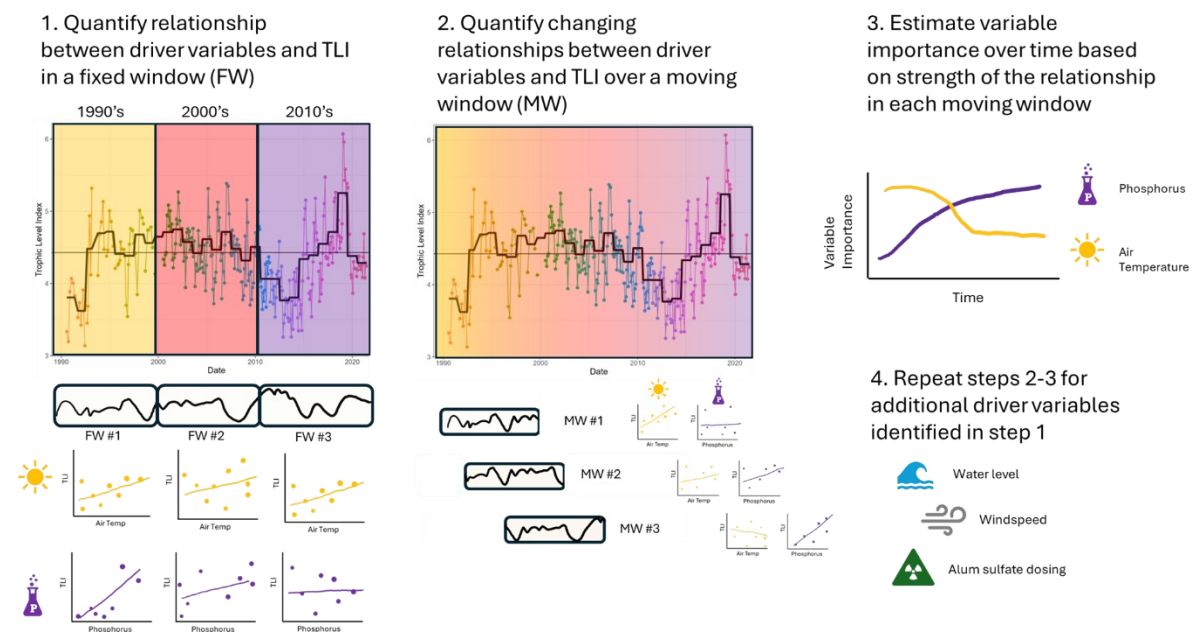 1. Quantify relationship
between driver variables and TLI
in a fixed window (FW)
1990's
2000's
2010's
Trophic Level Index
6
5
4
3
1990
2000
2010
2020
Date
FW #1
FW #2
FW #3
TLI
Air Temp
TLI
Air Temp
TLI
Air Temp
P
TLI
Phosphorus
TLI
Phosphorus
TLI
Phosphorus
2. Quantify changing
relationships between driver
variables and TLI over a moving
window (MW)
Trophic Level Index
6
5
4
3
1990
2000
2010
2020
Date
P
MW #1
TLI
Air Temp
TLI
Phosphorus
MW #2
TLI
Air Temp
TLI
Phosphorus
MW #3
TLI
Air Temp
TLI
Phosphorus
3. Estimate variable
importance over time based
on strength of the relationship
in each moving window
Variable
Importance
Time
P
Phosphorus
Air
Temperature
4. Repeat steps 2-3 for
additional driver variables
identified in step 1
Water level
Windspeed
Alum sulfate dosing